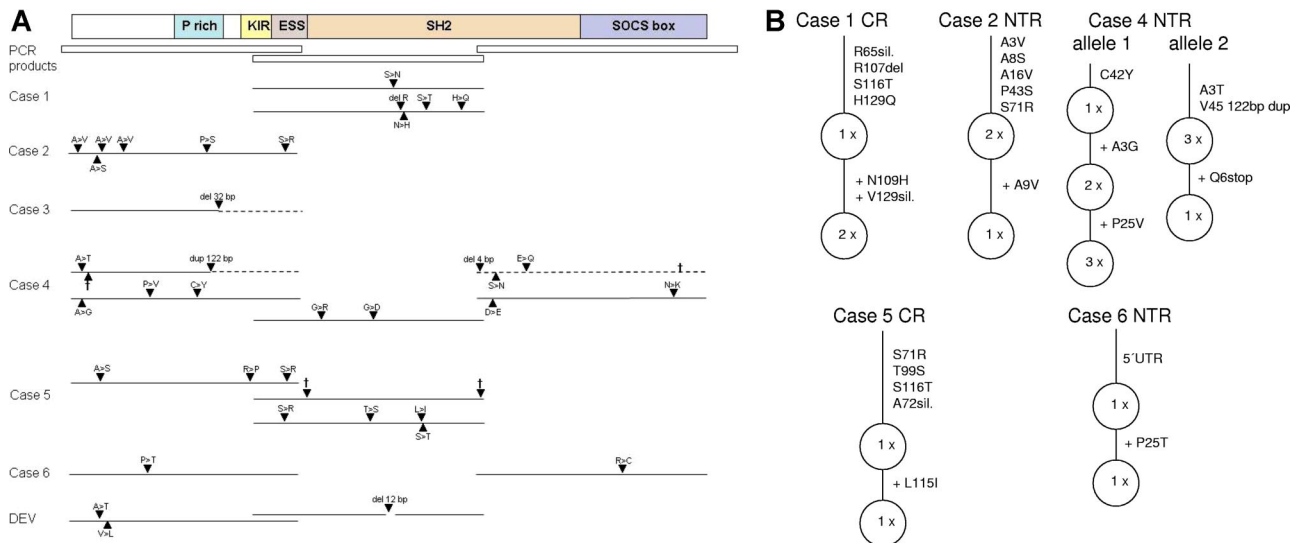 A
P rich
KIR
ESS
SH2
SOCS box
PCR
products
Case 1
S>N
del R
S>T
H>Q
N>H
Case 2
A>V
A>V
A>V
P>S
S>R
A>S
Case 3
del 32 bp
Case 4
A>T
dup 122 bp
†
P>V
C>Y
A>G
G>R
G>D
del 4 bp
E>Q
†
S>N
N>K
D>E
Case 5
A>S
R>P
S>R
†
†
S>R
T>S
L>I
S>T
Case 6
P>T
R>C
DEV
A>T
V>L
del 12 bp
B
Case 1 CR
R65sil.
R107del
S116T
H129Q
1 x
+ N109H
+ V129sil.
2 x
Case 2 NTR
A3V
A8S
A16V
P43S
S71R
2 x
+ A9V
1 x
Case 4 NTR
allele 1
C42Y
1 x
+ A3G
2 x
+ P25V
3 x
allele 2
A3T
V45 122bp dup
3 x
+ Q6stop
1 x
Case 5 CR
S71R
T99S
S116T
A72sil.
1 x
+ L115I
1 x
Case 6 NTR
5´UTR
1 x
+ P25T
1 x